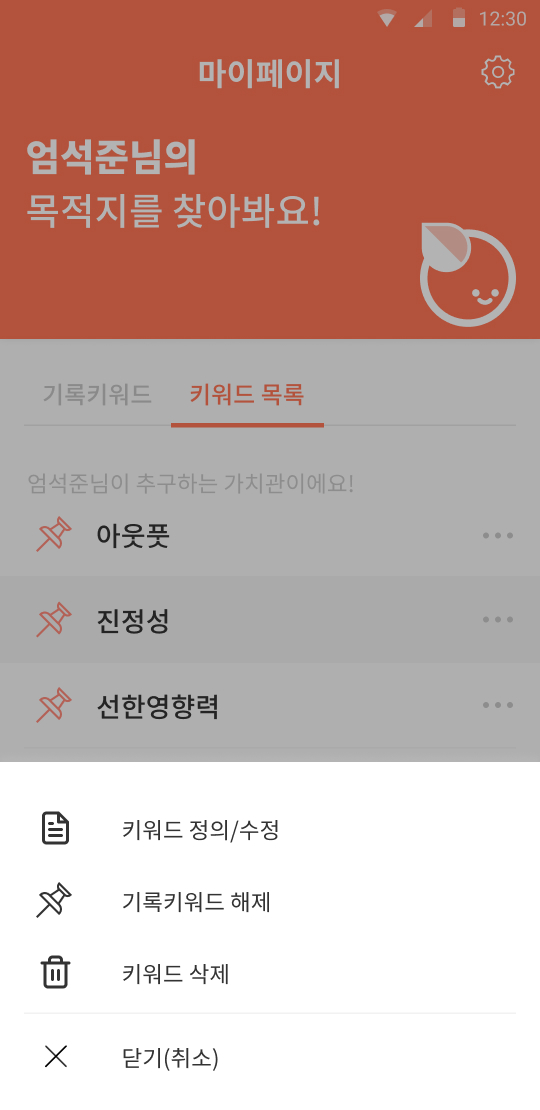 12:30
마이페이지
엄석준님의
목적지를 찾아봐요!
기록키워드 키워드 목록
엄석준님이 추구하는 가치관이에요!
아웃풋
진정성
선한영향력
키워드 정의/수정
기록키워드 해제
키워드 삭제
닫기(취소)